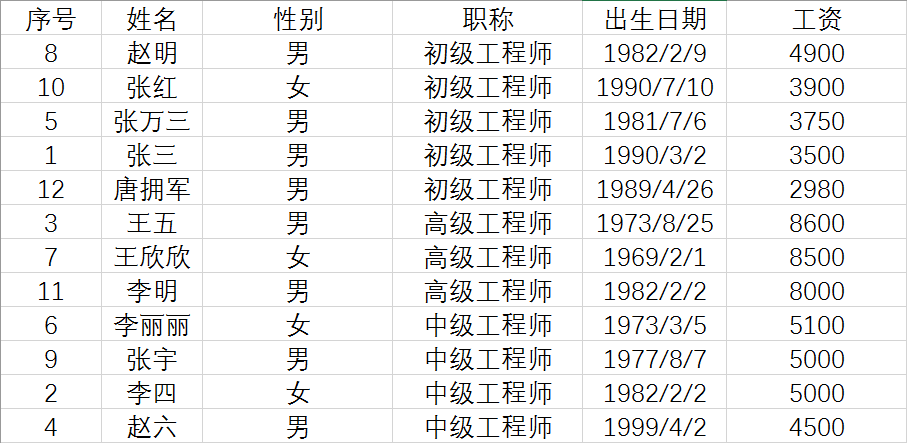 序号 姓名 性别 职称 出生日期 工资
8 赵明 男 初级工程师 1982/2/9 4900
10 张红 女 初级工程师 1990/7/10 3900
5 张万三 男 初级工程师 1981/7/6 3750
1 张三 男 初级工程师 1990/3/2 3500
12 唐拥军 男 初级工程师 1989/4/26 2980
3 王五 男 高级工程师 1973/8/25 8600
7 王欣欣 女 高级工程师 1969/2/1 8500
11 李明 男 高级工程师 1982/2/2 8000
6 李丽丽 女 中级工程师 1973/3/5 5100
9 张宇 男 中级工程师 1977/8/7 5000
2 李四 女 中级工程师 1982/2/2 5000
4 赵六 男 中级工程师 1999/4/2 4500